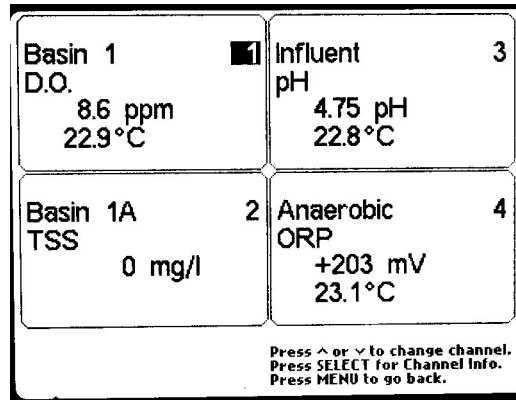 Basin 1 1
D.O.
8.6 ppm
22.9°C
Influent 3
pH
4.75 pH
22.8°C
Basin 1A 2
TSS
0 mg/l
Anaerobic 4
ORP
+203 mV
23.1°C
Press ^ or ˅ to change channel.
Press SELECT for Channel Info.
Press MENU to go back.